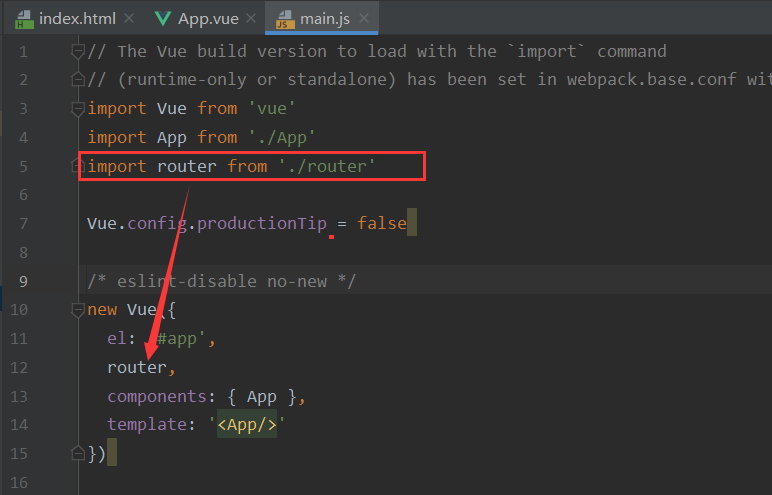 index.html App.vue main.js
1 // The Vue build version to load with the `import` command
2 // (runtime-only or standalone) has been set in webpack.base.conf wit
3 import Vue from 'vue'
4 import App from './App'
5 import router from './router'
6
7 Vue.config.productionTip = false
8
9 /* eslint-disable no-new */
10 new Vue({
11 el: '#app',
12 router,
13 components: { App },
14 template: '<App/>'
15 })
16